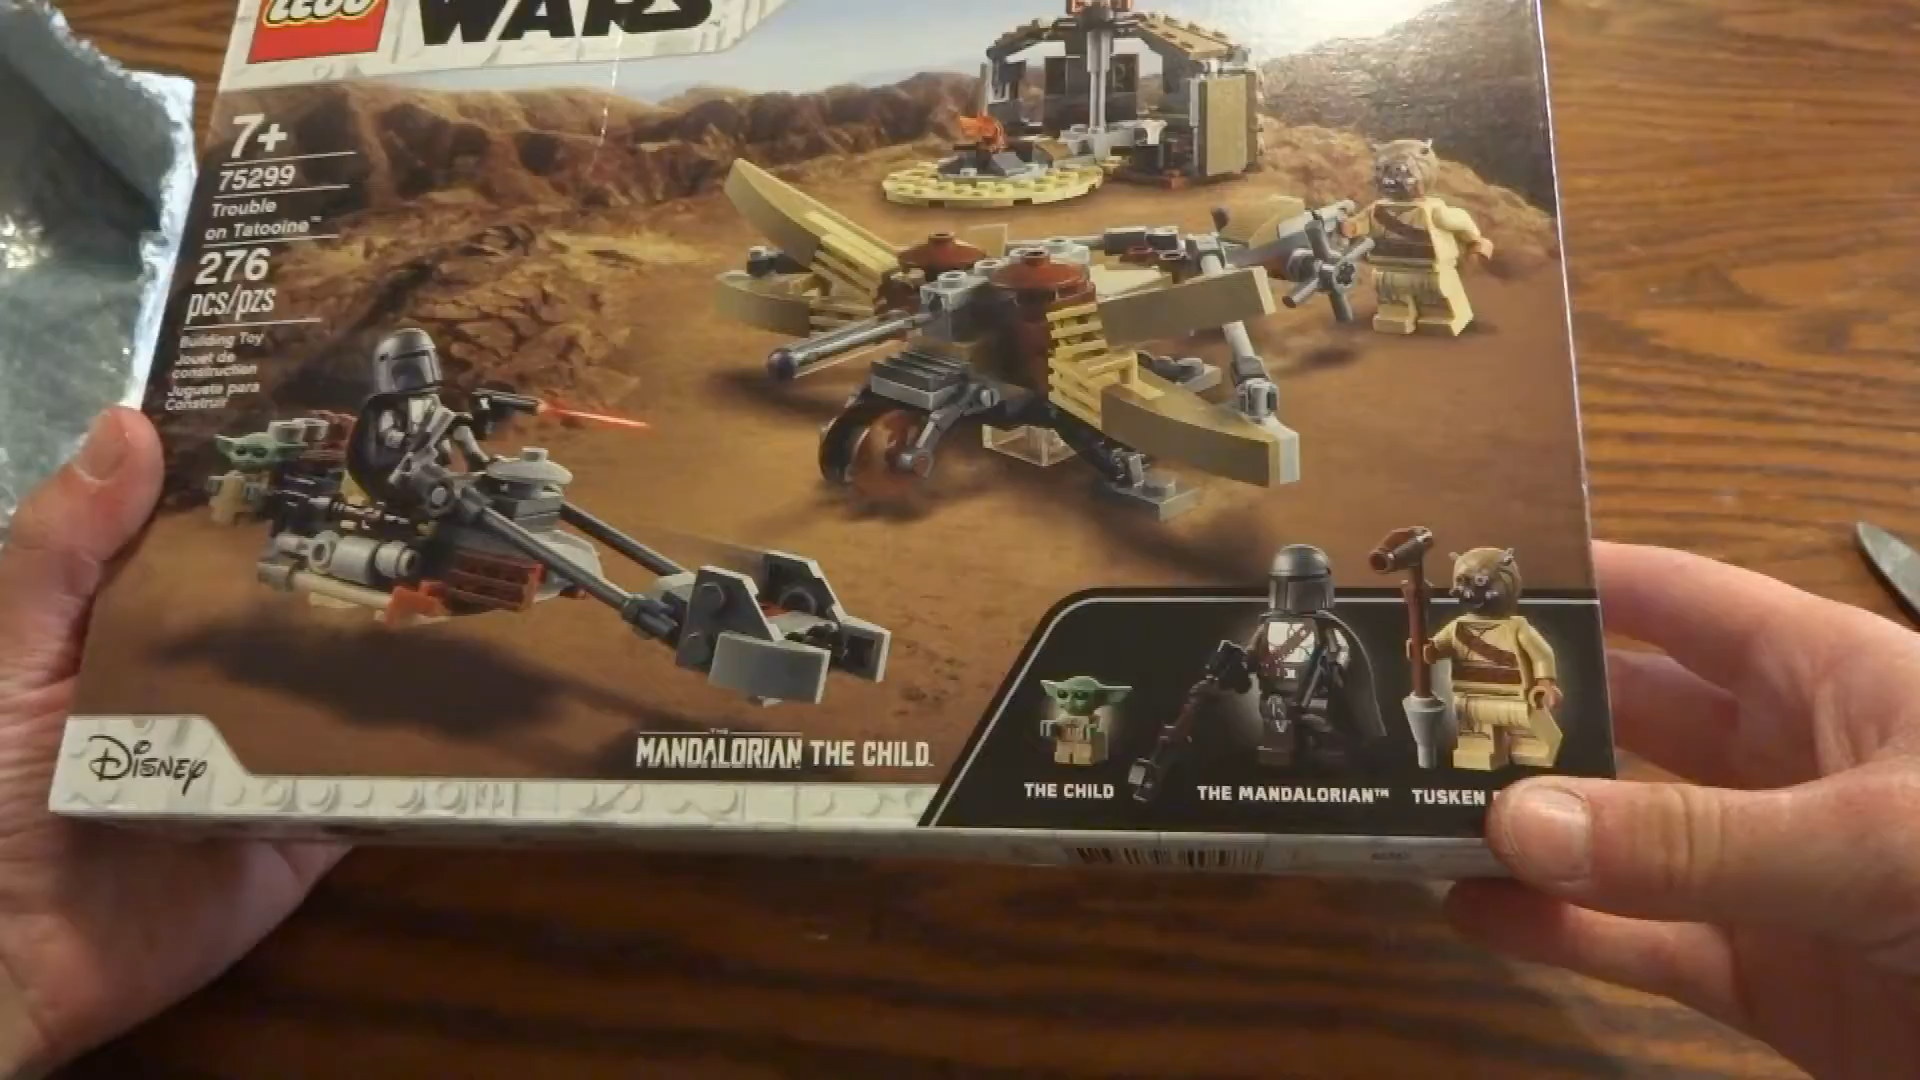 LEGO
WARS
7+
75299
Trouble
on Tatooine™
276
pcs/pzs
Building Toy
Jouet de
construction
Juguete para
Construir
THE
MANDALORIAN THE CHILD
Disney
THE CHILD
THE MANDALORIAN™
TUSKEN